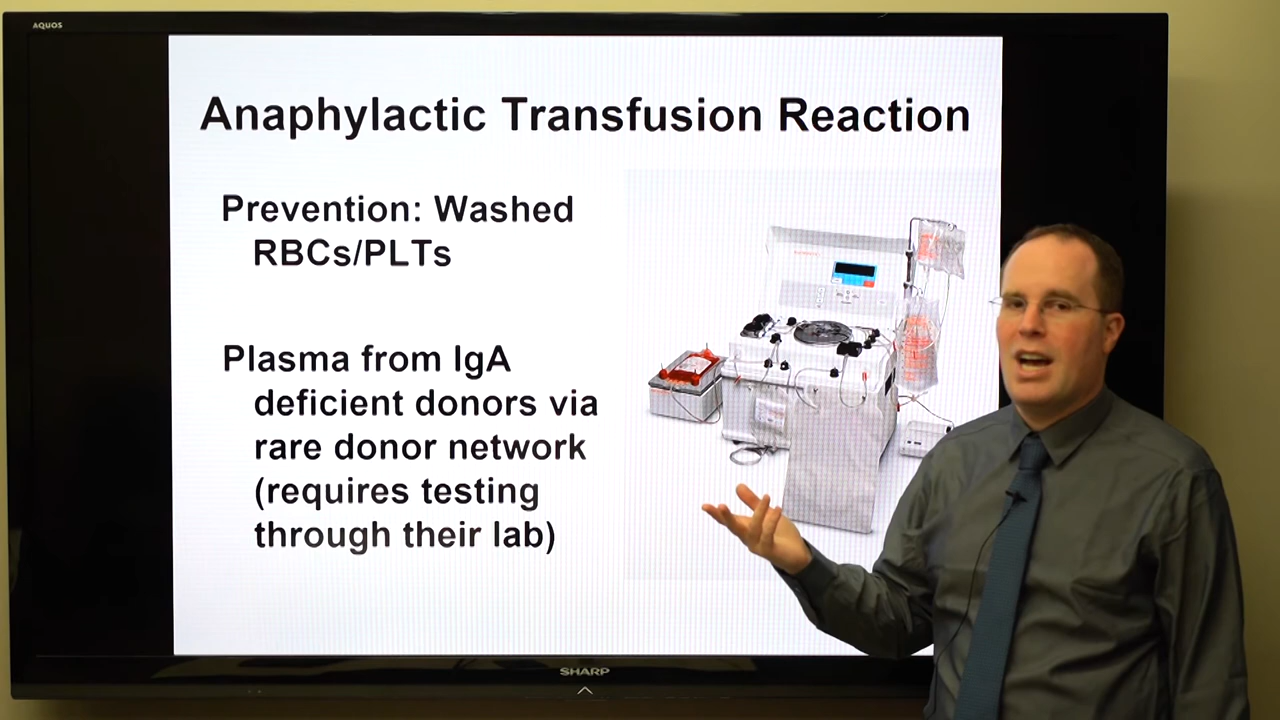 AQUOS
Anaphylactic Transfusion Reaction
Prevention: Washed
RBCs/PLTs
Plasma from IgA
deficient donors via
rare donor network
(requires testing
through their lab)
SHARP